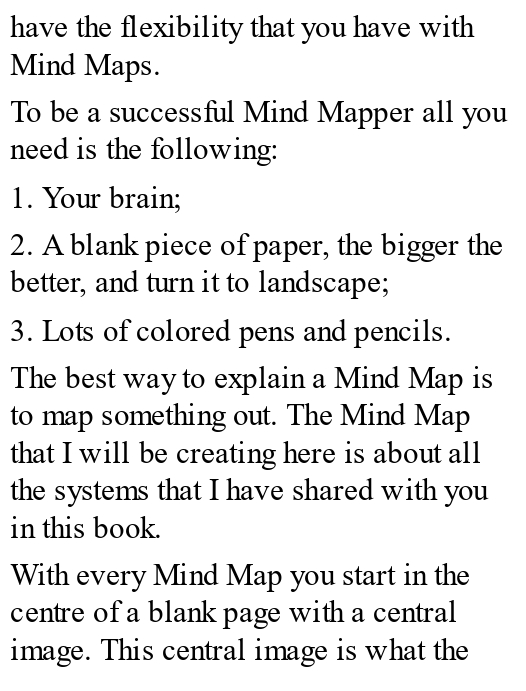 have the flexibility that you have with
Mind Maps.
To be a successful Mind Mapper all you
need is the following:
1. Your brain;
2. A blank piece of paper, the bigger the
better, and turn it to landscape;
3. Lots of colored pens and pencils.
The best way to explain a Mind Map is
to map something out. The Mind Map
that I will be creating here is about all
the systems that I have shared with you
in this book.
With every Mind Map you start in the
centre of a blank page with a central
image. This central image is what the